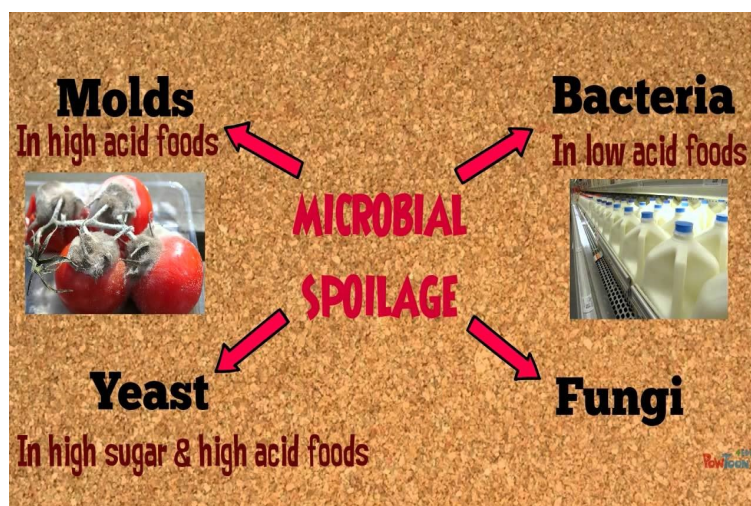 Molds
In high acid foods
Bacteria
In low acid foods
MICROBIAL
SPOILAGE
Yeast
In high sugar & high acid foods
Fungi
PowToon